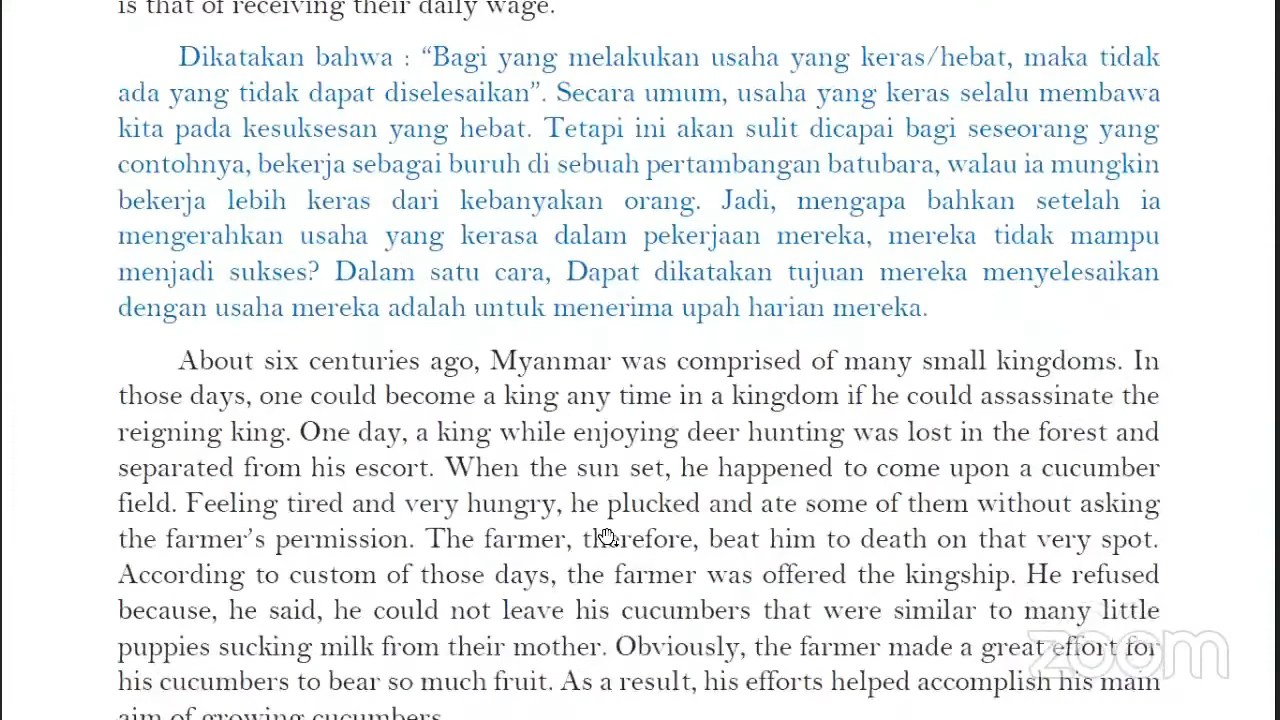 is that of receiving their daily wage.
Dikatakan bahwa : “Bagi yang melakukan usaha yang keras/hebat, maka tidak
ada yang tidak dapat diselesaikan”. Secara umum, usaha yang keras selalu membawa
kita pada kesuksesan yang hebat. Tetapi ini akan sulit dicapai bagi seseorang yang
contohnya, bekerja sebagai buruh di sebuah pertambangan batubara, walau ia mungkin
bekerja lebih keras dari kebanyakan orang. Jadi, mengapa bahkan setelah ia
mengerahkan usaha yang kerasa dalam pekerjaan mereka, mereka tidak mampu
menjadi sukses? Dalam satu cara, Dapat dikatakan tujuan mereka menyelesaikan
dengan usaha mereka adalah untuk menerima upah harian mereka.
About six centuries ago, Myanmar was comprised of many small kingdoms. In
those days, one could become a king any time in a kingdom if he could assassinate the
reigning king. One day, a king while enjoying deer hunting was lost in the forest and
separated from his escort. When the sun set, he happened to come upon a cucumber
field. Feeling tired and very hungry, he plucked and ate some of them without asking
the farmer’s permission. The farmer, therefore, beat him to death on that very spot.
According to custom of those days, the farmer was offered the kingship. He refused
because, he said, he could not leave his cucumbers that were similar to many little
puppies sucking milk from their mother. Obviously, the farmer made a great effort for
his cucumbers to bear so much fruit. As a result, his efforts helped accomplish his main
aim of growing cucumbers.
zoom